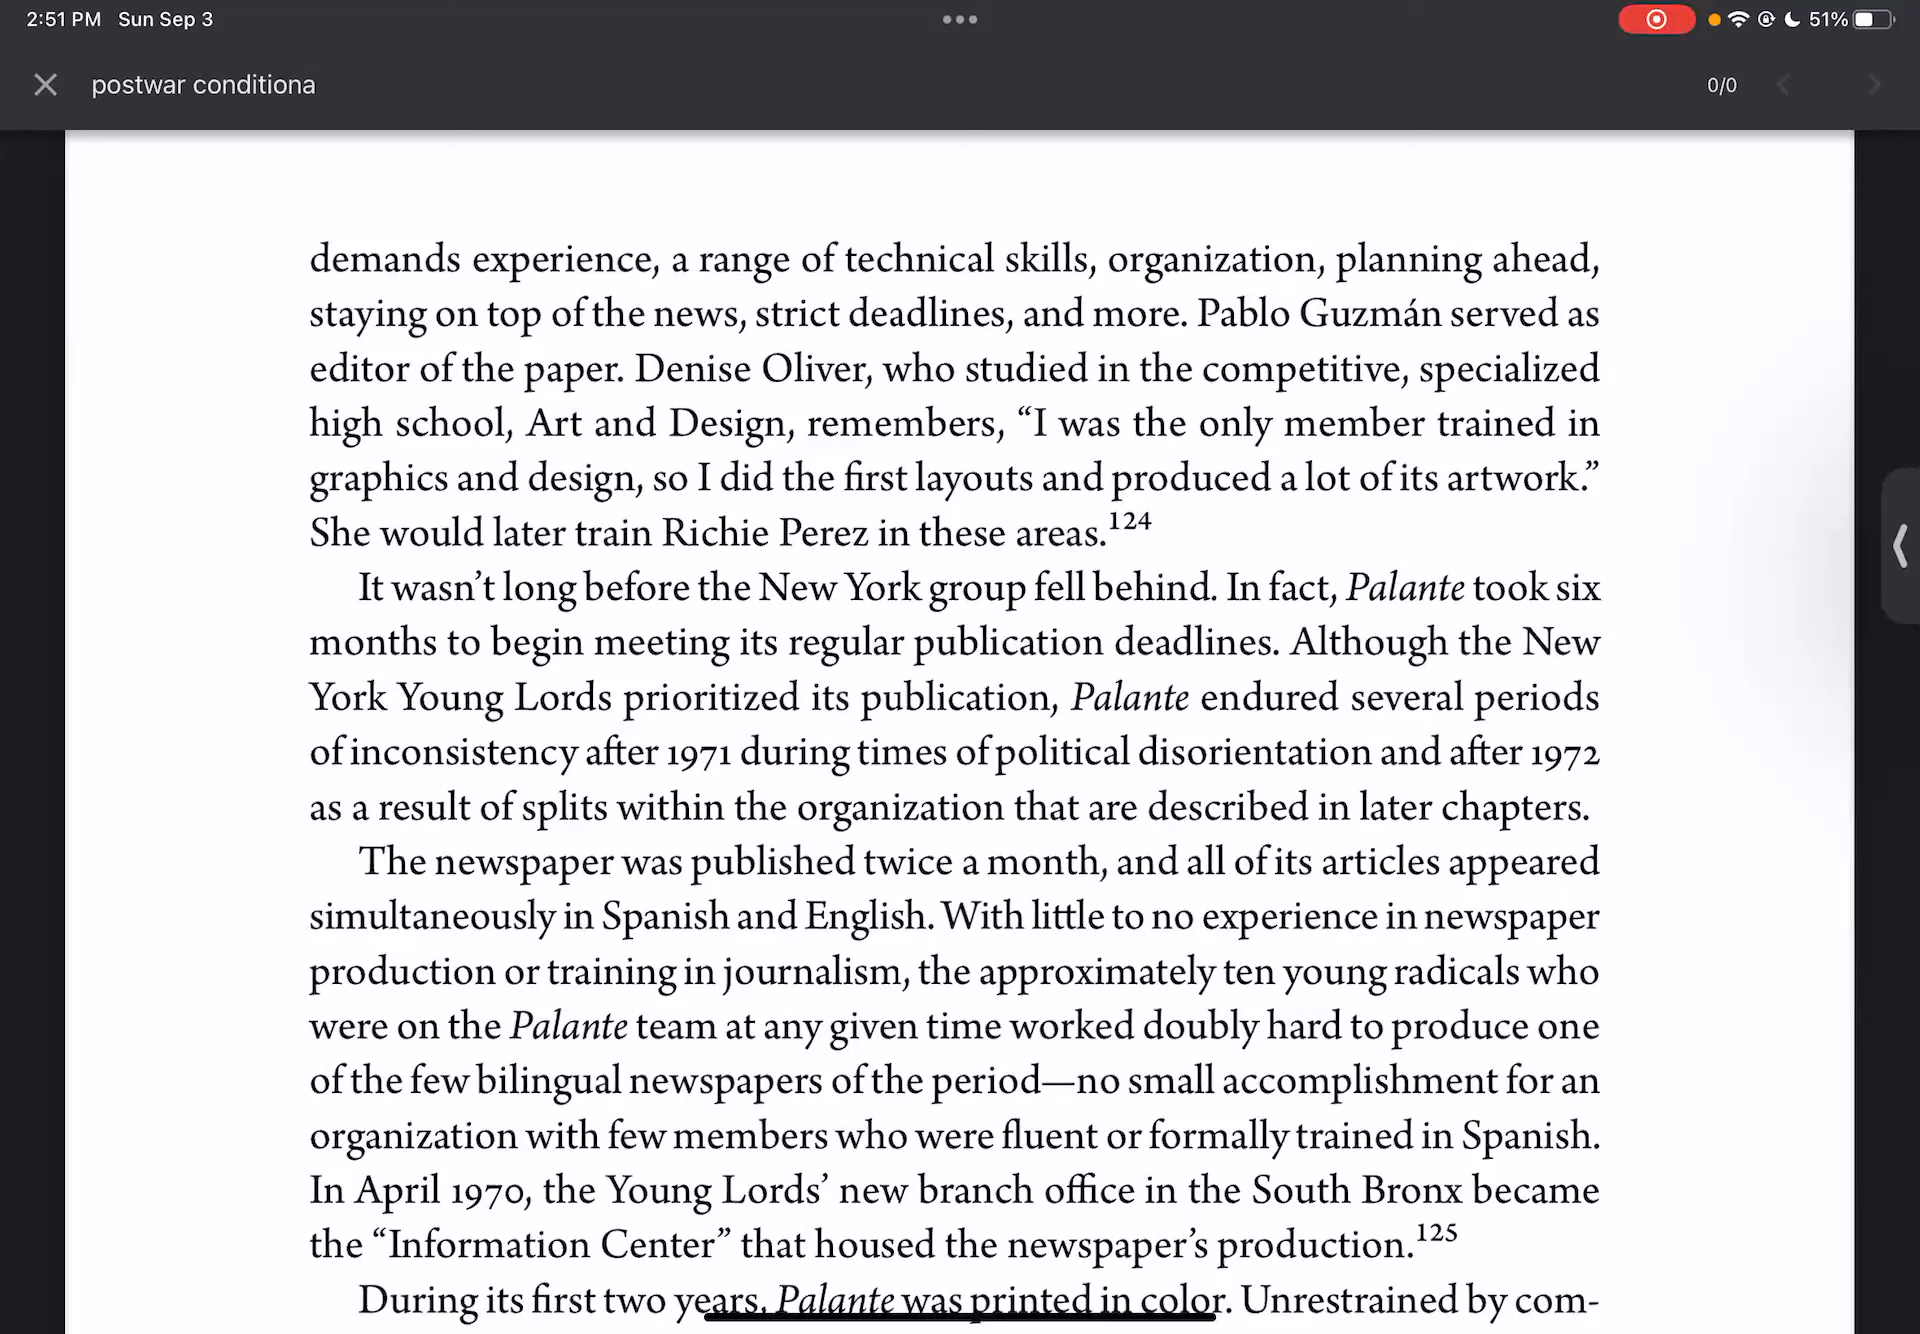 2:51 PM Sun Sep 3
51%
postwar conditiona
0/0
demands experience, a range of technical skills, organization, planning ahead,
staying on top of the news, strict deadlines, and more. Pablo Guzmán served as
editor of the paper. Denise Oliver, who studied in the competitive, specialized
high school, Art and Design, remembers, “I was the only member trained in
graphics and design, so I did the first layouts and produced a lot of its artwork.”
She would later train Richie Perez in these areas.124
It wasn’t long before the New York group fell behind. In fact, Palante took six
months to begin meeting its regular publication deadlines. Although the New
York Young Lords prioritized its publication, Palante endured several periods
of inconsistency after 1971 during times of political disorientation and after 1972
as a result of splits within the organization that are described in later chapters.
The newspaper was published twice a month, and all of its articles appeared
simultaneously in Spanish and English. With little to no experience in newspaper
production or training in journalism, the approximately ten young radicals who
were on the Palante team at any given time worked doubly hard to produce one
of the few bilingual newspapers of the period—no small accomplishment for an
organization with few members who were fluent or formally trained in Spanish.
In April 1970, the Young Lords’ new branch office in the South Bronx became
the “Information Center” that housed the newspaper’s production.125
During its first two years, Palante was printed in color. Unrestrained by com-